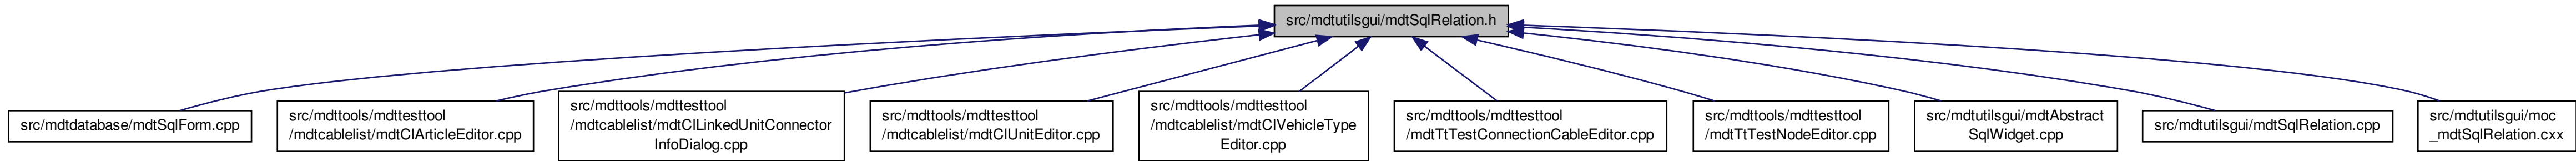 src/mdtutilsgui/mdtSqlRelation.h
src/mdtdatabase/mdtSqlForm.cpp
src/mdttools/mdttesttool
/mdtcablelist/mdtClArticleEditor.cpp
src/mdttools/mdttesttool
/mdtcablelist/mdtClLinkedUnitConnector
InfoDialog.cpp
src/mdttools/mdttesttool
/mdtcablelist/mdtClUnitEditor.cpp
src/mdttools/mdttesttool
/mdtcablelist/mdtClVehicleType
Editor.cpp
src/mdttools/mdttesttool
/mdtTtTestConnectionCableEditor.cpp
src/mdttools/mdttesttool
/mdtTtTestNodeEditor.cpp
src/mdtutilsgui/mdtAbstract
SqlWidget.cpp
src/mdtutilsgui/mdtSqlRelation.cpp
src/mdtutilsgui/moc
_mdtSqlRelation.cxx